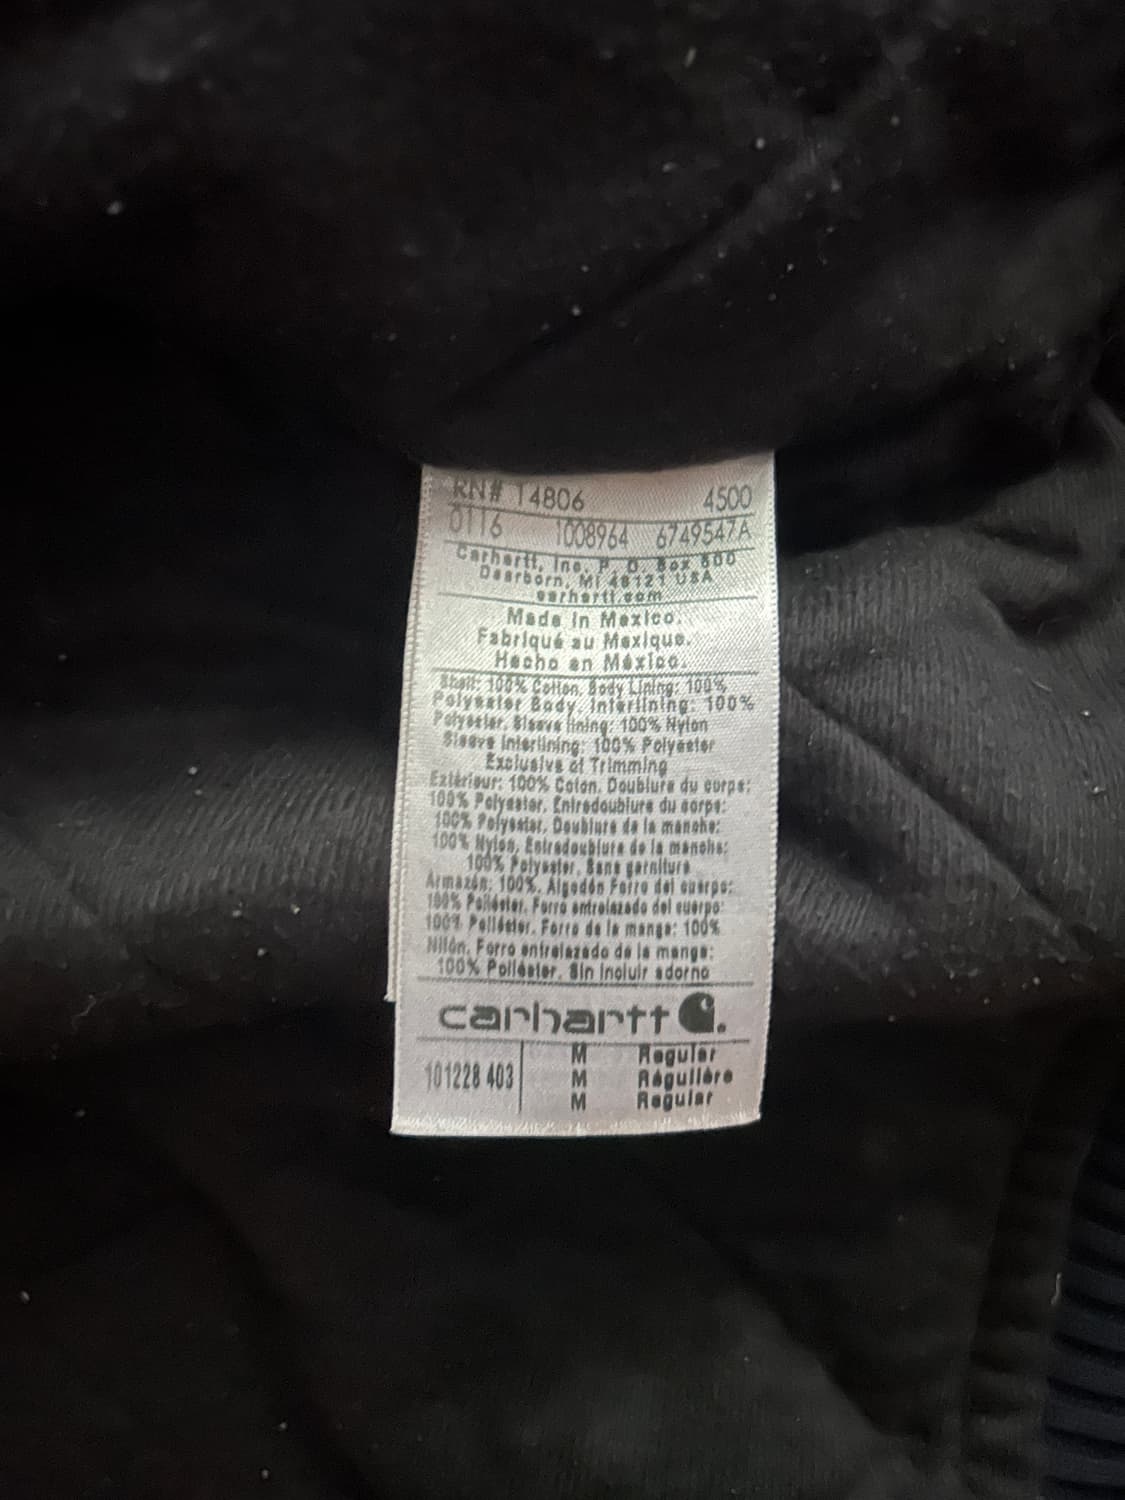 RN# 14806 4500
0116 1008964 6749547A
Carhartt, Inc. P. O. Box 600
Dearborn, MI 48121 USA
carhartt.com
Made in Mexico.
Fabriqué au Mexique.
Hecho en México.
Shell: 100% Cotton. Body Lining: 100%
Polyester Body. Interlining: 100%
Polyester. Sleeve lining: 100% Nylon
Sleeve Interlining: 100% Polyester
Exclusive of Trimming
Extérieur: 100% Coton. Doublure du corps:
100% Polyester. Entredoublure du corps:
100% Polyester. Doublure de la manche:
100% Nylon. Entredoublure de la manche:
100% Polyester. Sans garniture
Armazón: 100%. Algodón Forro del cuerpo:
100% Poliéster. Forro entrelazado del cuerpo:
100% Poliéster. Forro de la manga: 100%
Nilón. Forro entrelazado de la manga:
100% Poliéster. Sin incluir adorno
carhartt
101228 403 M Regular
M Régulière
M Regular